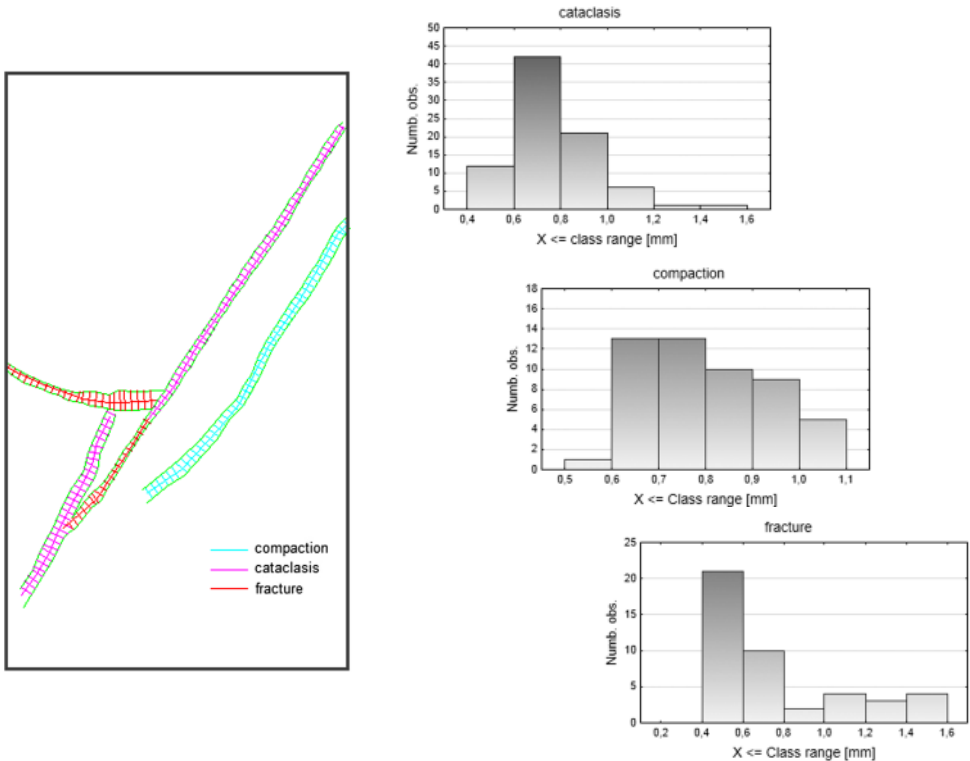 compaction
cataclasis
fracture
cataclasis
50
45
40
35
30
25
20
15
10
5
0
Numb. obs.
0,4 0,6 0,8 1,0 1,2 1,4 1,6
X <= class range [mm]
compaction
18
16
14
12
10
8
6
4
2
0
Numb. obs.
0,5 0,6 0,7 0,8 0,9 1,0 1,1
X <= Class range [mm]
fracture
25
20
15
10
5
0
Numb. obs.
0,2 0,4 0,6 0,8 1,0 1,2 1,4 1,6
X <= Class range [mm]